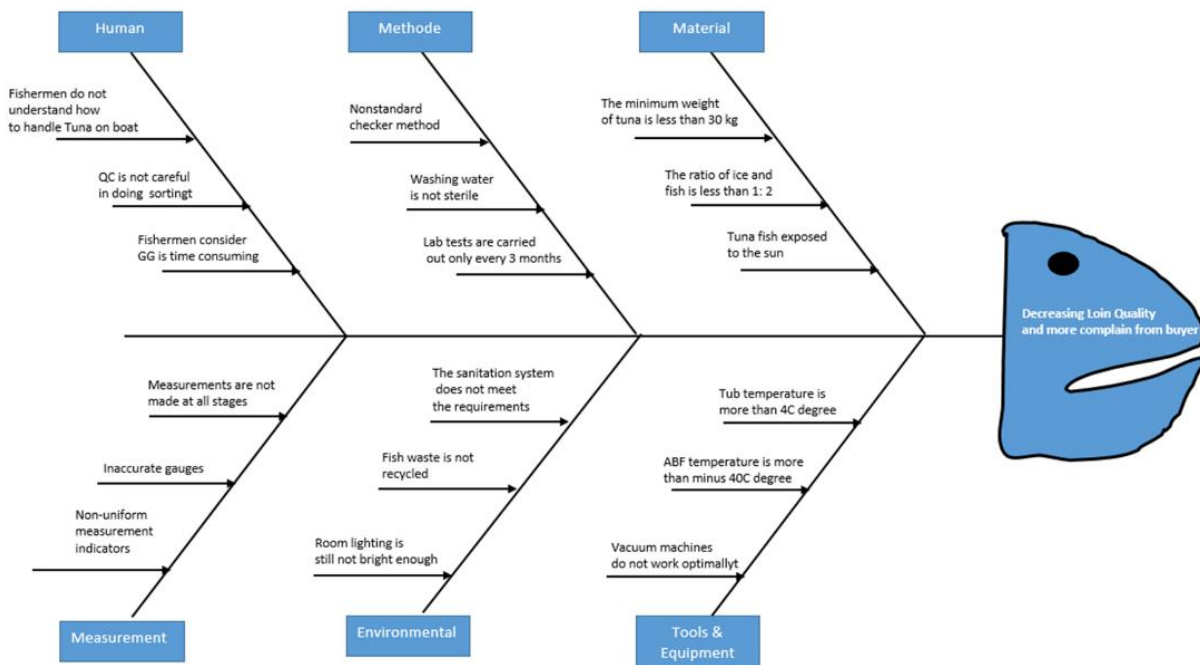 Human
Methode
Material
Fishermen do not
understand how
to handle Tuna on boat
QC is not careful
in doing sortingt
Fishermen consider
GG is time consuming
Nonstandard
checker method
Washing water
is not sterile
Lab tests are carried
out only every 3 months
The minimum weight
of tuna is less than 30 kg
The ratio of ice and
fish is less than 1: 2
Tuna fish exposed
to the sun
Decreasing Loin Quality
and more complain from buyer
Measurements are not
made at all stages
Inaccurate gauges
Non-uniform
measurement
indicators
The sanitation system
does not meet
the requirements
Fish waste is not
recycled
Room lighting is
still not bright enough
Tub temperature is
more than 4C degree
ABF temperature is more
than minus 40C degree
Vacuum machines
do not work optimallyt
Measurement
Environmental
Tools &
Equipment